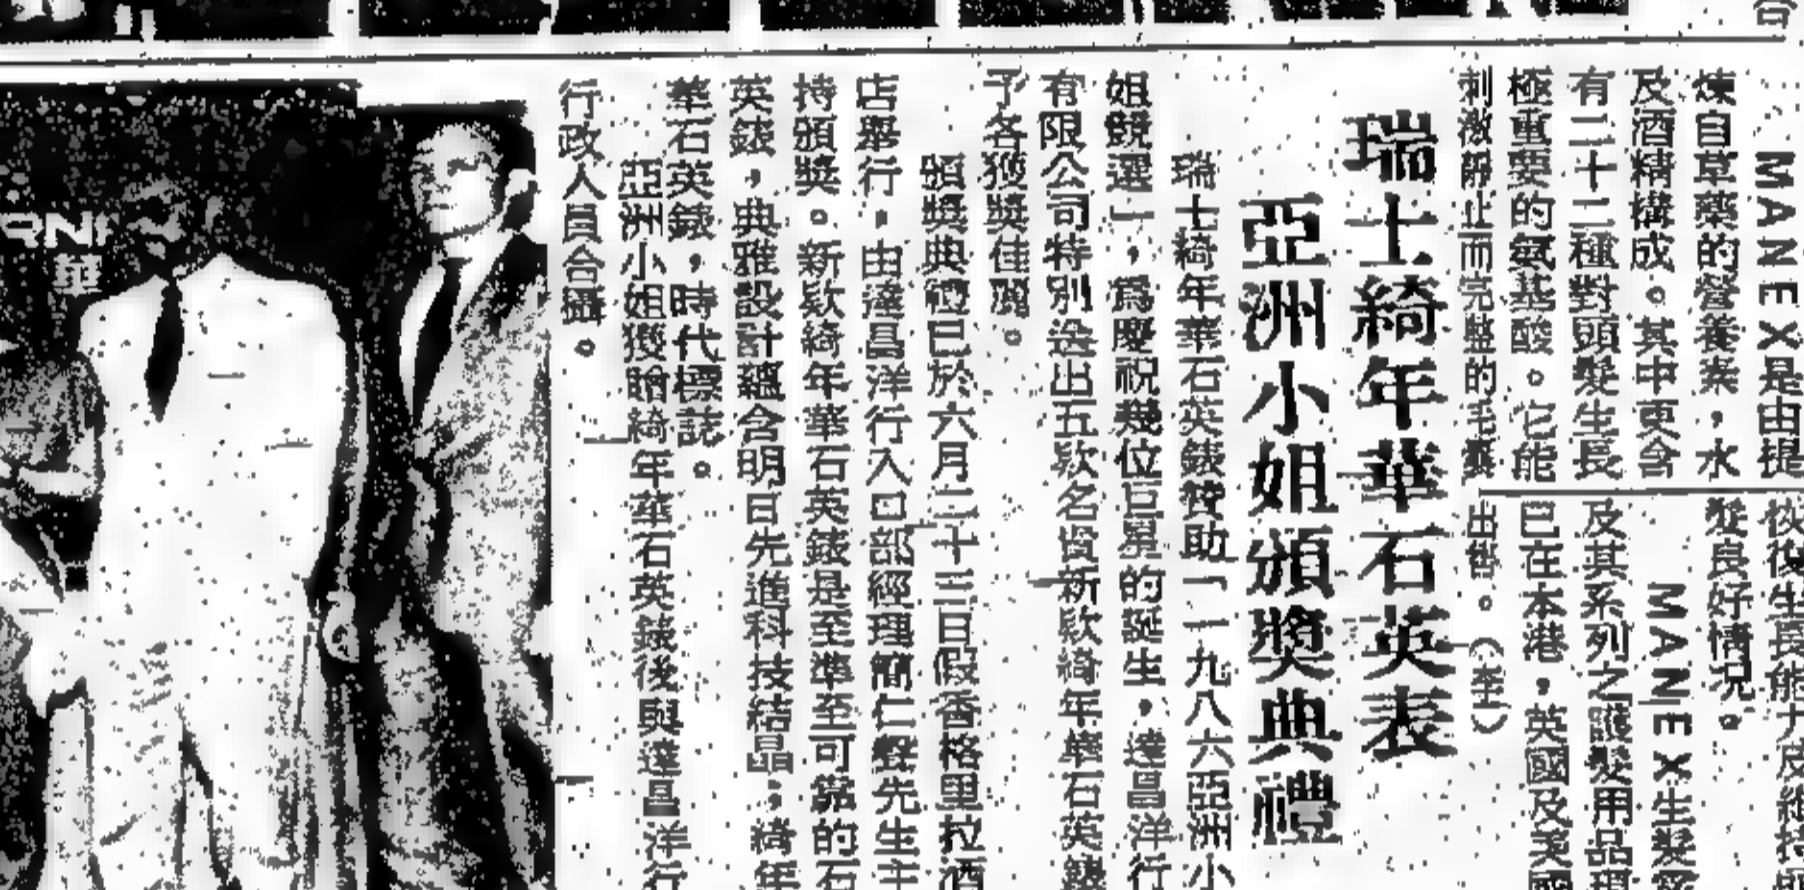 MANEX是由提
煉自草藥的營養素，水
及酒精構成。其中更含
有二十二種對頭髮生長
極重要的氨基酸。它能
刺激靜止而完整的毛囊
恢復生長能力及維持
髮良好情況。
MANEX生髮
及其系列之護髮用品現
已在本港，英國及美國
出售。（李）
瑞士綺年華石英表
亞洲小姐頒獎典禮
瑞士綺年華石英錶贊助「一九八六亞洲小
姐競選」，爲慶祝幾位巨星的誕生，達昌洋行
有限公司特別送出五欵名貴新欵綺年華石英錶
予各獲獎佳麗。
頒獎典禮已於六月二十三日假香格里拉酒
店舉行，由達昌洋行入口部經理簡仁聲先生主
持頒獎。新欵綺年華石英錶是至準至可靠的石
英錶，典雅設計蘊含明日先進科技結晶；綺年
華石英錶，時代標誌。
亞洲小姐獲贈綺年華石英錶後與達昌洋行
行政人員合攝。
RNI
華